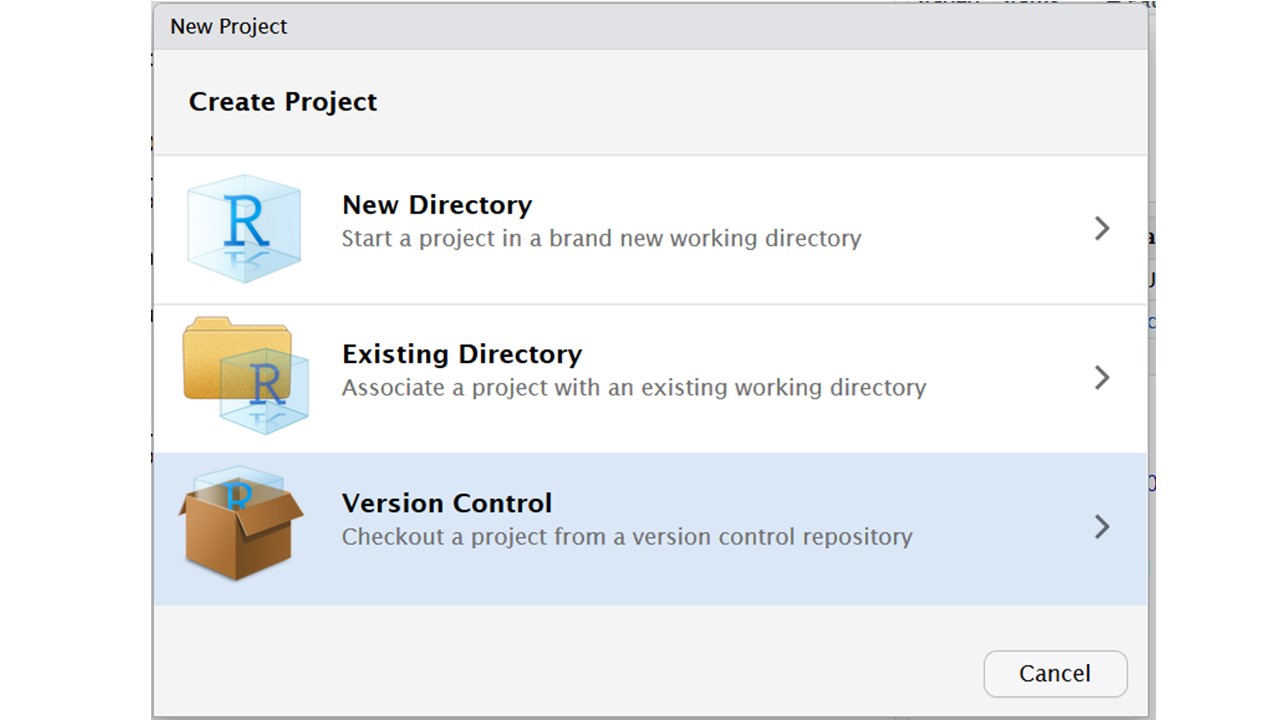 New Project
Create Project
R
New Directory
Start a project in a brand new working directory
R
Existing Directory
Associate a project with an existing working directory
R
Version Control
Checkout a project from a version control repository
Cancel